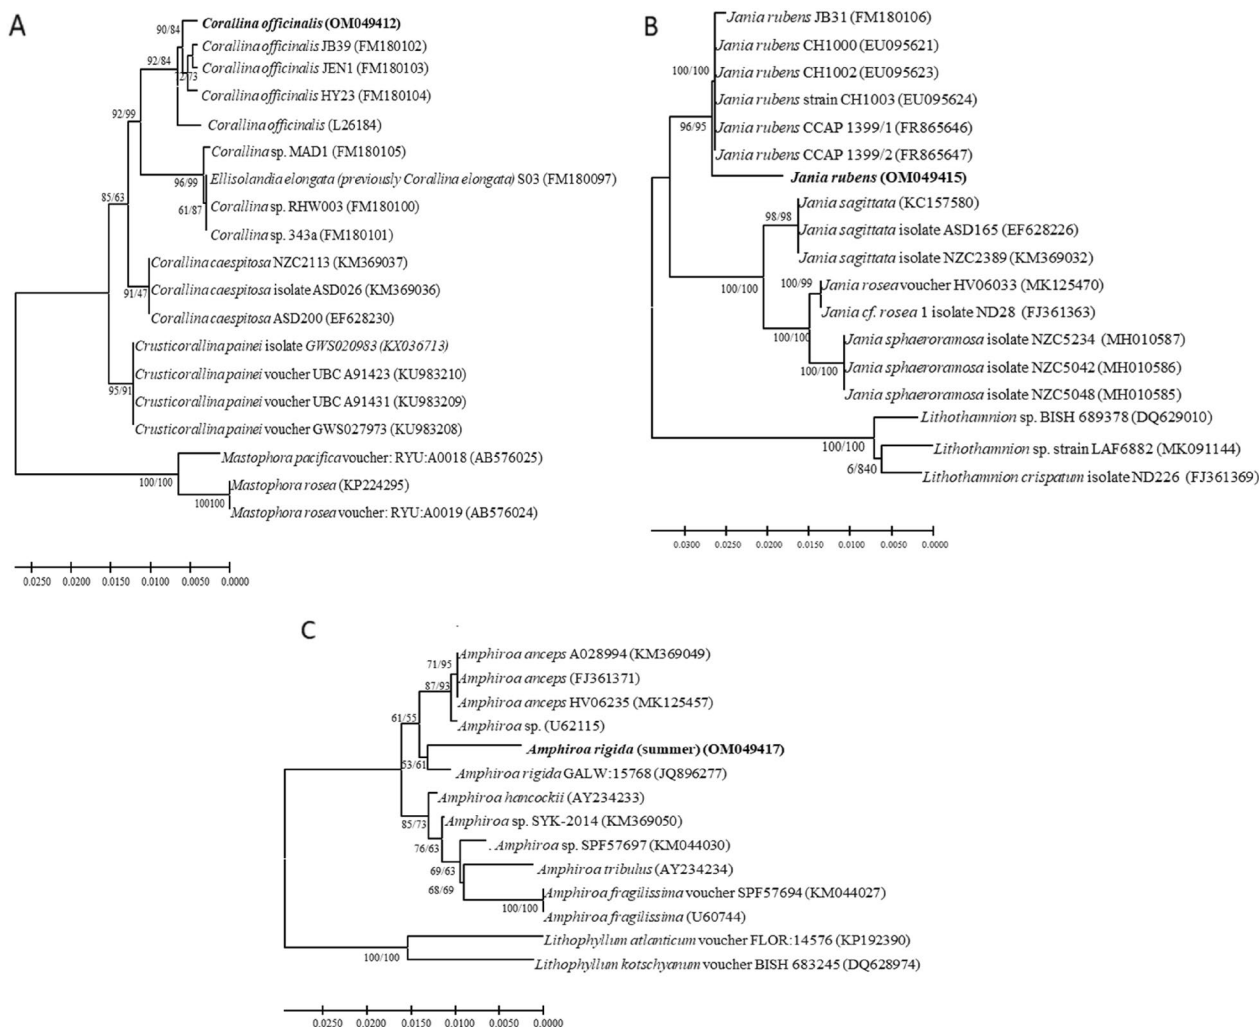 A
90/84
Corallina officinalis (OM049412)
Corallina officinalis JB39 (FM180102)
92/84
Corallina officinalis JEN1 (FM180103)
Corallina officinalis HY23 (FM180104)
92/99
Corallina officinalis (L26184)
Corallina sp. MAD1 (FM180105)
96/99
Ellisolandia elongata (previously Corallina elongata) S03 (FM180097)
85/63
61/87
Corallina sp. RHW003 (FM180100)
Corallina sp. 343a (FM180101)
Corallina caespitosa NZC2113 (KM369037)
91/47
Corallina caespitosa isolate ASD026 (KM369036)
Corallina caespitosa ASD200 (EF628230)
Crusticorallina painei isolate GWS020983 (KX036713)
Crusticorallina painei voucher UBC A91423 (KU983210)
95/91
Crusticorallina painei voucher UBC A91431 (KU983209)
Crusticorallina painei voucher GWS027973 (KU983208)
Mastophora pacifica voucher: RYU:A0018 (AB576025)
100/100
Mastophora rosea (KP224295)
100100
Mastophora rosea voucher: RYU:A0019 (AB576024)
0.0250 0.0200 0.0150 0.0100 0.0050 0.0000
B
Jania rubens JB31 (FM180106)
Jania rubens CH1000 (EU095621)
100/100
Jania rubens CH1002 (EU095623)
Jania rubens strain CH1003 (EU095624)
96/95
Jania rubens CCAP 1399/1 (FR865646)
Jania rubens CCAP 1399/2 (FR865647)
Jania rubens (OM049415)
Jania sagittata (KC157580)
98/98
Jania sagittata isolate ASD165 (EF628226)
Jania sagittata isolate NZC2389 (KM369032)
100/100
100/99
Jania rosea voucher HV06033 (MK125470)
Jania cf. rosea 1 isolate ND28 (FJ361363)
100/100
Jania sphaeroramosa isolate NZC5234 (MH010587)
100/100
Jania sphaeroramosa isolate NZC5042 (MH010586)
Jania sphaeroramosa isolate NZC5048 (MH010585)
Lithothamnion sp. BISH 689378 (DQ629010)
100/100
Lithothamnion sp. strain LAF6882 (MK091144)
6/840
Lithothamnion crispatum isolate ND226 (FJ361369)
0.0300 0.0200 0.0150 0.0100 0.0050 0.0000
C
Amphiroa anceps A028994 (KM369049)
71/95
Amphiroa anceps (FJ361371)
87/93
Amphiroa anceps HV06235 (MK125457)
61/55
Amphiroa sp. (U62115)
Amphiroa rigida (summer) (OM049417)
53/61
Amphiroa rigida GALW:15768 (JQ896277)
Amphiroa hancockii (AY234233)
85/73
Amphiroa sp. SYK-2014 (KM369050)
76/63
. Amphiroa sp. SPF57697 (KM044030)
69/63
Amphiroa tribulus (AY234234)
68/69
Amphiroa fragilissima voucher SPF57694 (KM044027)
100/100
Amphiroa fragilissima (U60744)
Lithophyllum atlanticum voucher FLOR:14576 (KP192390)
100/100
Lithophyllum kotschyanum voucher BISH 683245 (DQ628974)
0.0250 0.0200 0.0150 0.0100 0.0050 0.0000